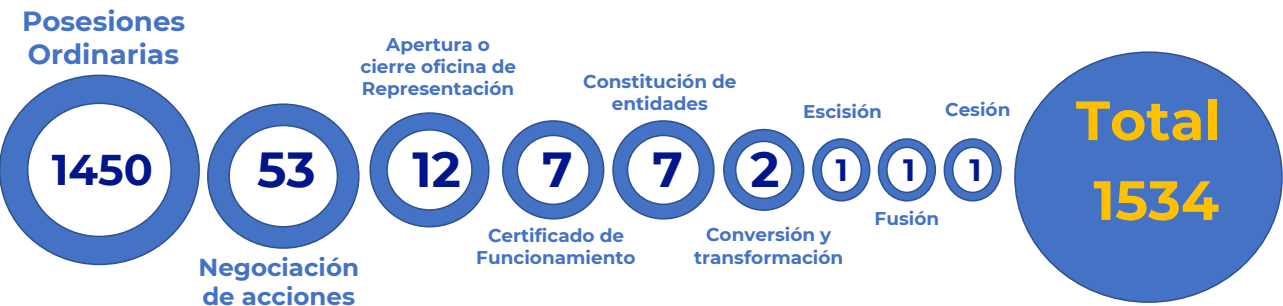 Posesiones
Ordinarias
1450
53
Negociación
de acciones
Apertura o
cierre oficina de
Representación
12
7
Certificado de
Funcionamiento
Constitución de
entidades
7
2
Conversión y
transformación
Escisión
1
1
Fusión
Cesión
1
Total
1534